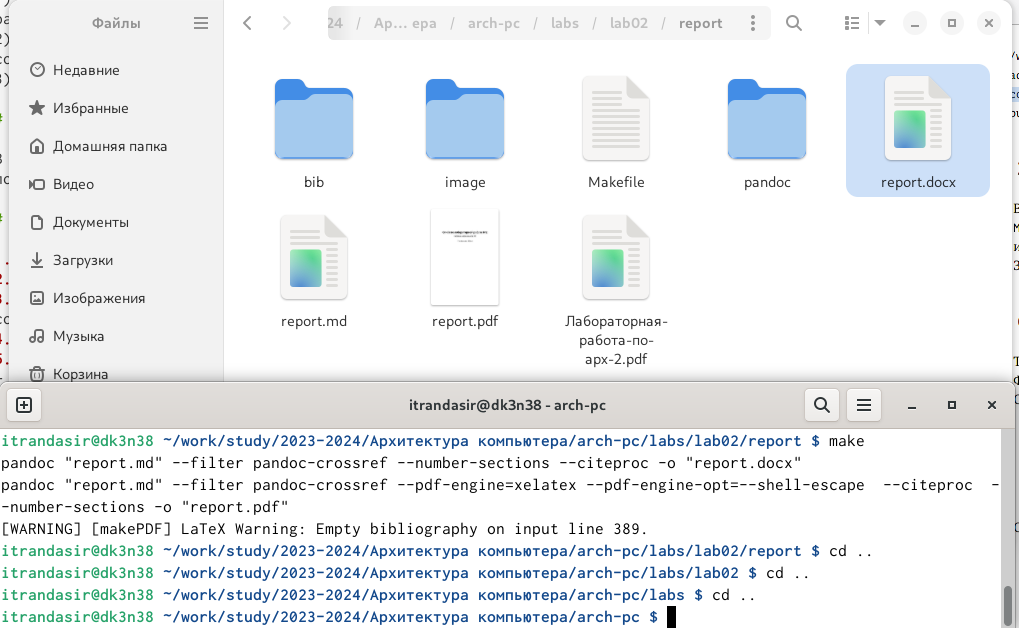 Файлы
24 / Ар… ера / arch-pc / labs / lab02 / report
Недавние
Избранные
Домашняя папка
Видео
Документы
Загрузки
Изображения
Музыка
Корзина
bib
image
Makefile
pandoc
report.docx
report.md
report.pdf
Лабораторная-
работа-по-
арх-2.pdf
itrandasir@dk3n38 - arch-pc
itrandasir@dk3n38 ~/work/study/2023-2024/Архитектура компьютера/arch-pc/labs/lab02/report $ make
pandoc "report.md" --filter pandoc-crossref --number-sections --citeproc -o "report.docx"
pandoc "report.md" --filter pandoc-crossref --pdf-engine=xelatex --pdf-engine-opt=--shell-escape  --citeproc  -
-number-sections -o "report.pdf"
[WARNING] [makePDF] LaTeX Warning: Empty bibliography on input line 389.
itrandasir@dk3n38 ~/work/study/2023-2024/Архитектура компьютера/arch-pc/labs/lab02/report $ cd ..
itrandasir@dk3n38 ~/work/study/2023-2024/Архитектура компьютера/arch-pc/labs/lab02 $ cd ..
itrandasir@dk3n38 ~/work/study/2023-2024/Архитектура компьютера/arch-pc/labs $ cd ..
itrandasir@dk3n38 ~/work/study/2023-2024/Архитектура компьютера/arch-pc $